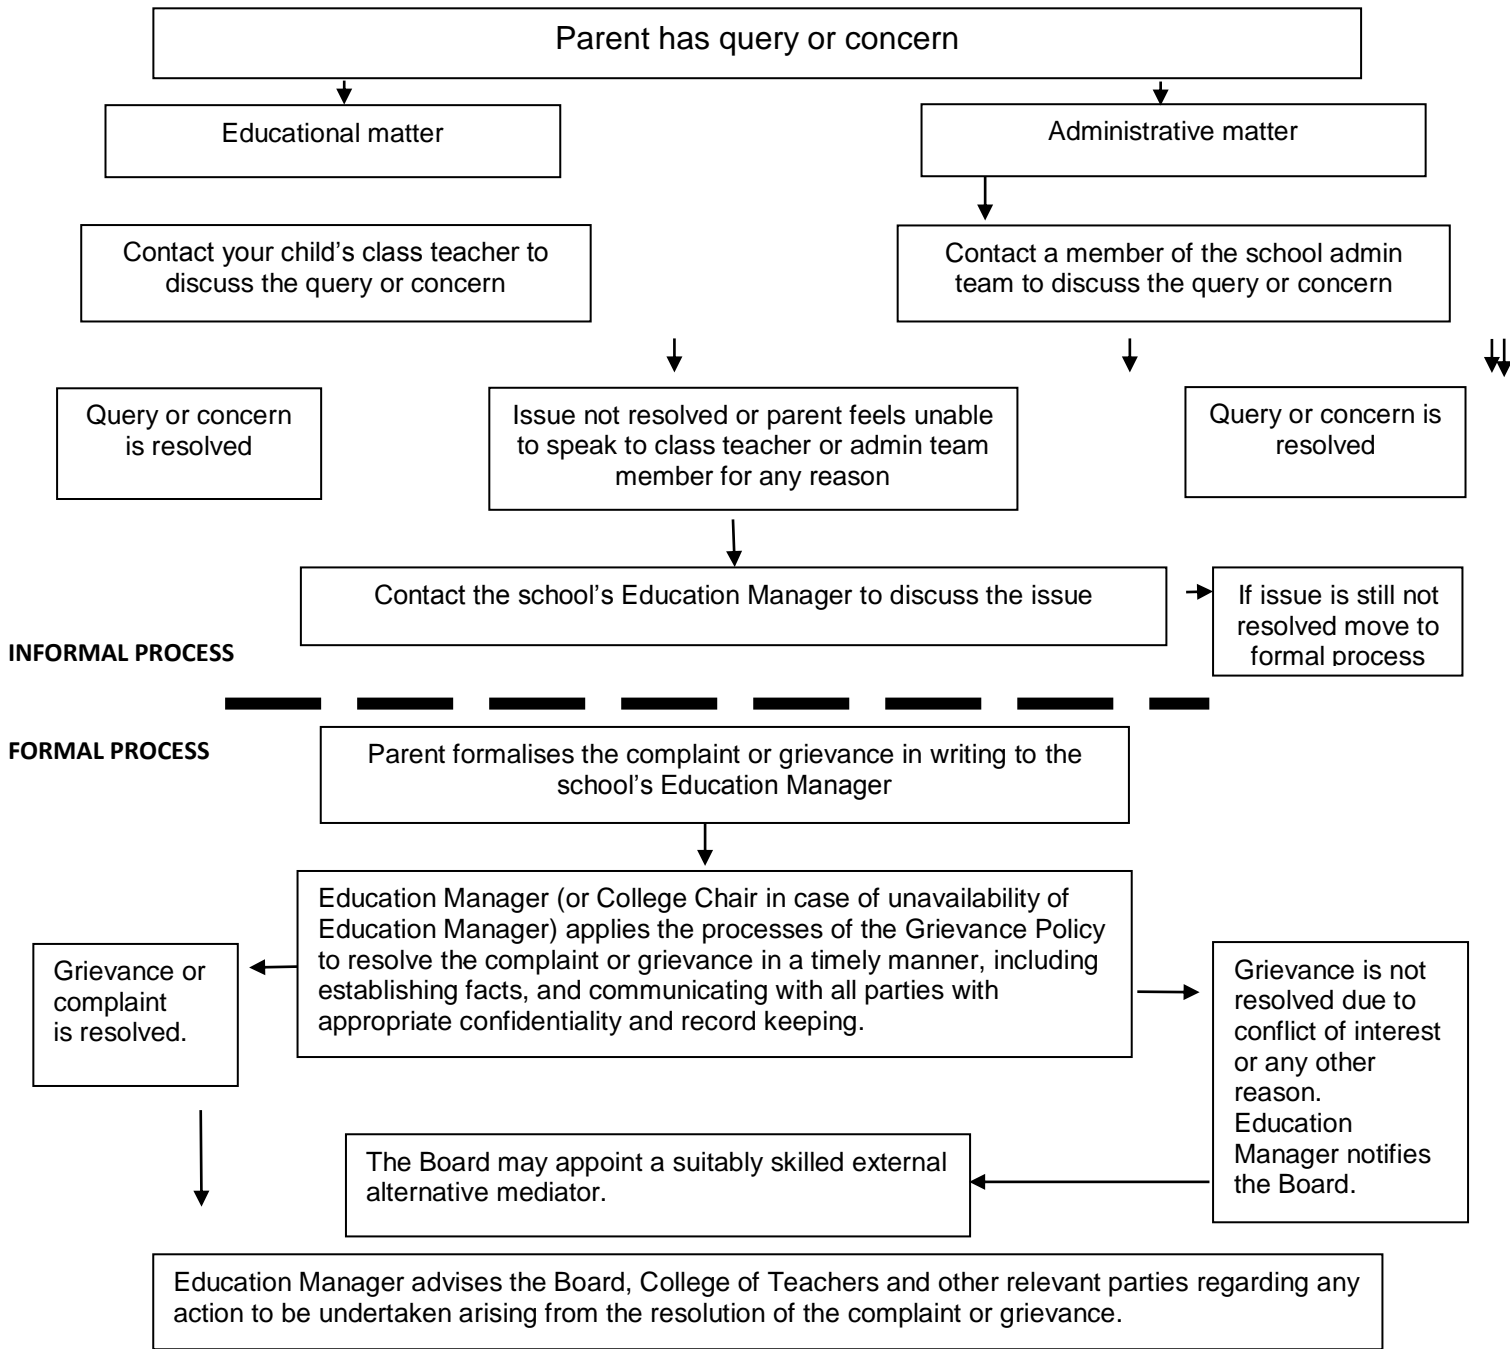 Parent has query or concern
Educational matter
Administrative matter
Contact your child’s class teacher to
discuss the query or concern
Contact a member of the school admin
team to discuss the query or concern
Query or concern
is resolved
Issue not resolved or parent feels unable
to speak to class teacher or admin team
member for any reason
Query or concern is
resolved
Contact the school’s Education Manager to discuss the issue
If issue is still not
resolved move to
formal process
INFORMAL PROCESS
FORMAL PROCESS
Parent formalises the complaint or grievance in writing to the
school’s Education Manager
Education Manager (or College Chair in case of unavailability of
Education Manager) applies the processes of the Grievance Policy
to resolve the complaint or grievance in a timely manner, including
establishing facts, and communicating with all parties with
appropriate confidentiality and record keeping.
Grievance or
complaint
is resolved.
Grievance is not
resolved due to
conflict of interest
or any other
reason.
Education
Manager notifies
the Board.
The Board may appoint a suitably skilled external
alternative mediator.
Education Manager advises the Board, College of Teachers and other relevant parties regarding any
action to be undertaken arising from the resolution of the complaint or grievance.